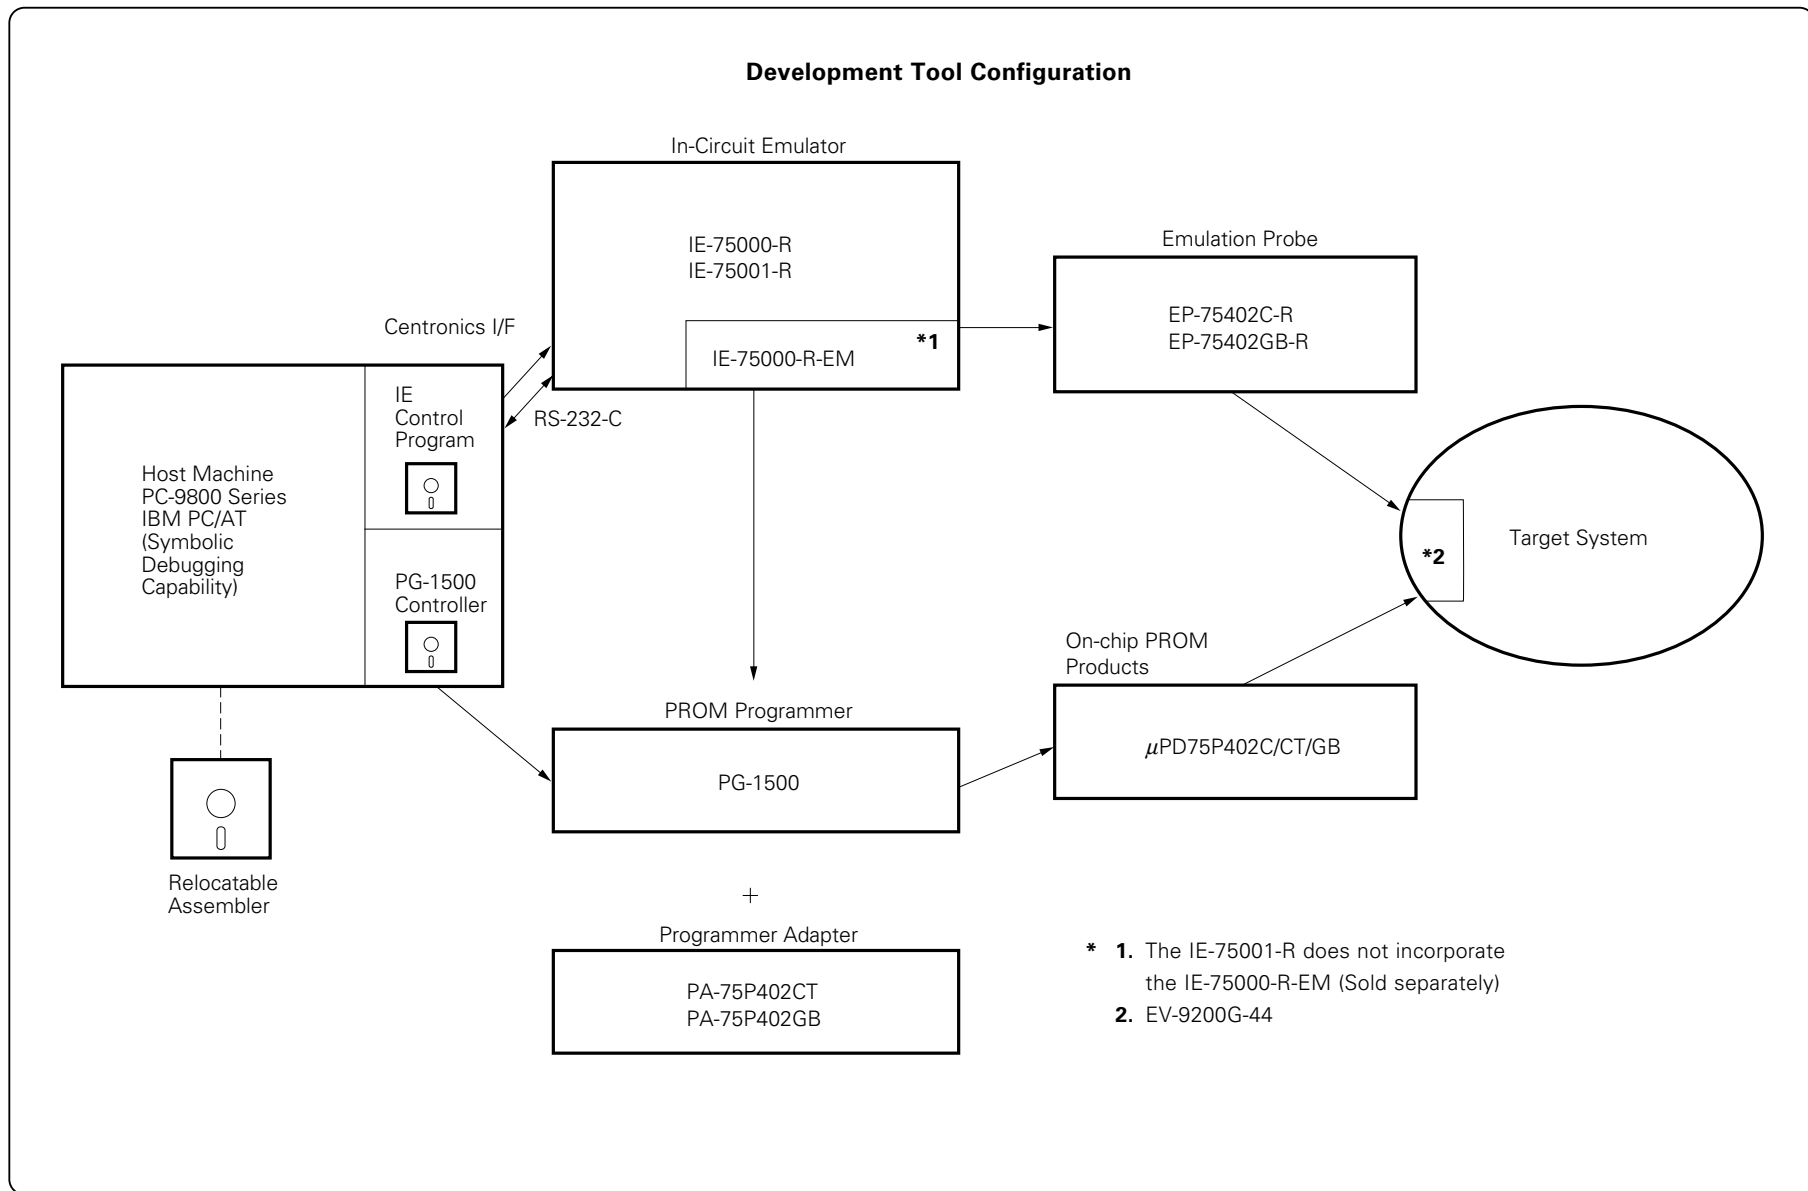 Development Tool Configuration
In-Circuit Emulator
IE-75000-R
IE-75001-R
*1
IE-75000-R-EM
Emulation Probe
EP-75402C-R
EP-75402GB-R
Centronics I/F
RS-232-C
IE
Control
Program
Host Machine
PC-9800 Series
IBM PC/AT
(Symbolic
Debugging
Capability)
PG-1500
Controller
*2
Target System
On-chip PROM
Products
μPD75P402C/CT/GB
PROM Programmer
PG-1500
Relocatable
Assembler
+
Programmer Adapter
PA-75P402CT
PA-75P402GB
* 1. The IE-75001-R does not incorporate
the IE-75000-R-EM (Sold separately)
2. EV-9200G-44